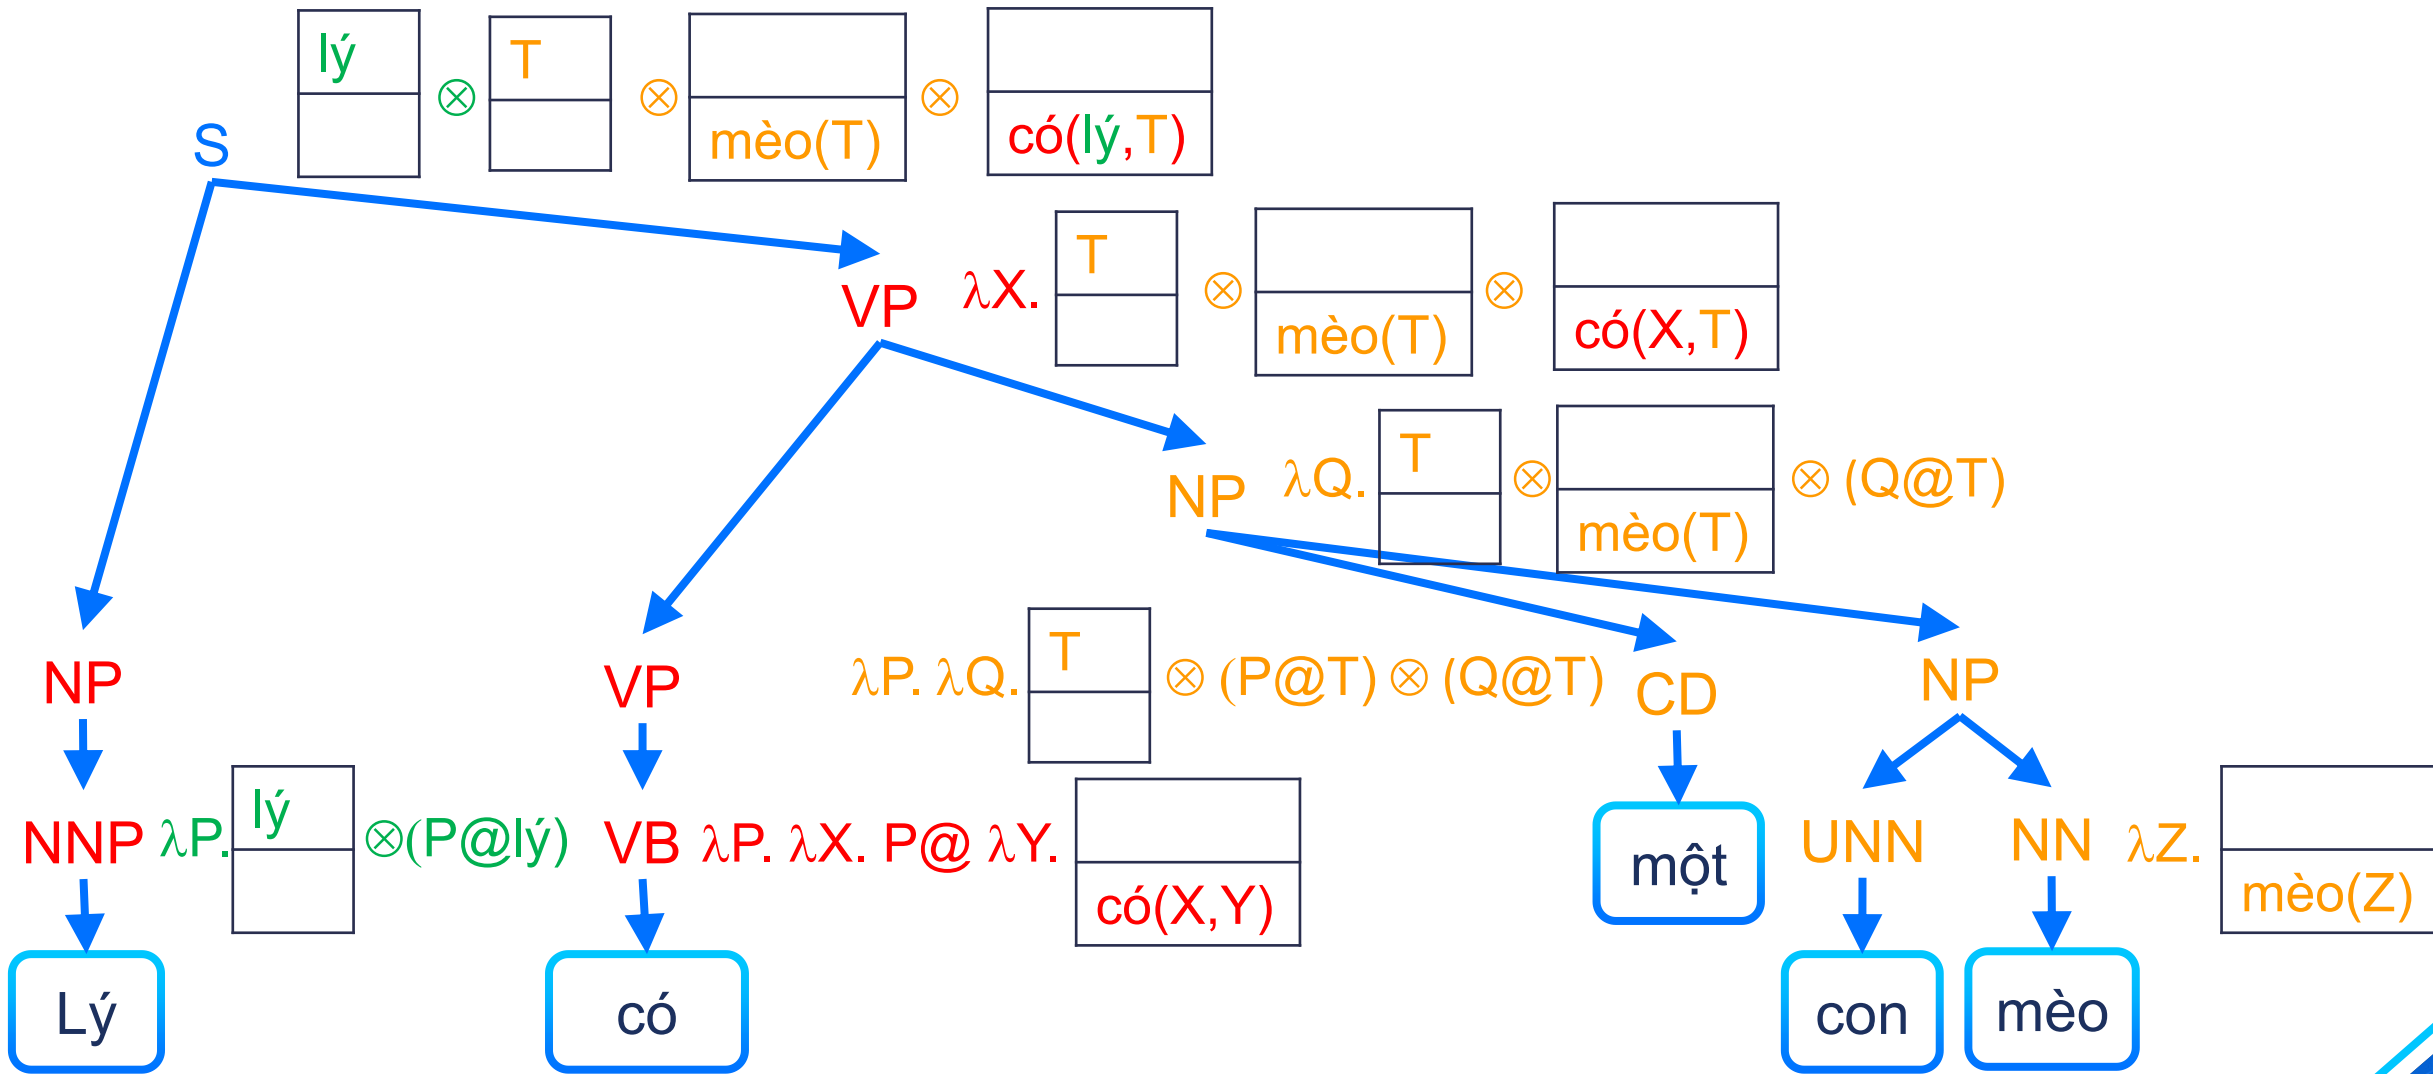 lý ⊗ T ⊗ ⊗
S mèo(T) có(lý,T)
VP λX. T ⊗ ⊗
mèo(T) có(X,T)
NP λQ. T ⊗ ⊗ (Q@T)
mèo(T)
NP VP λP. λQ. T ⊗ (P@T) ⊗ (Q@T) CD NP
NNP λP. lý ⊗(P@lý) VB λP. λX. P@ λY. một UNN NN λZ.
có(X,Y) mèo(Z)
Lý có con mèo